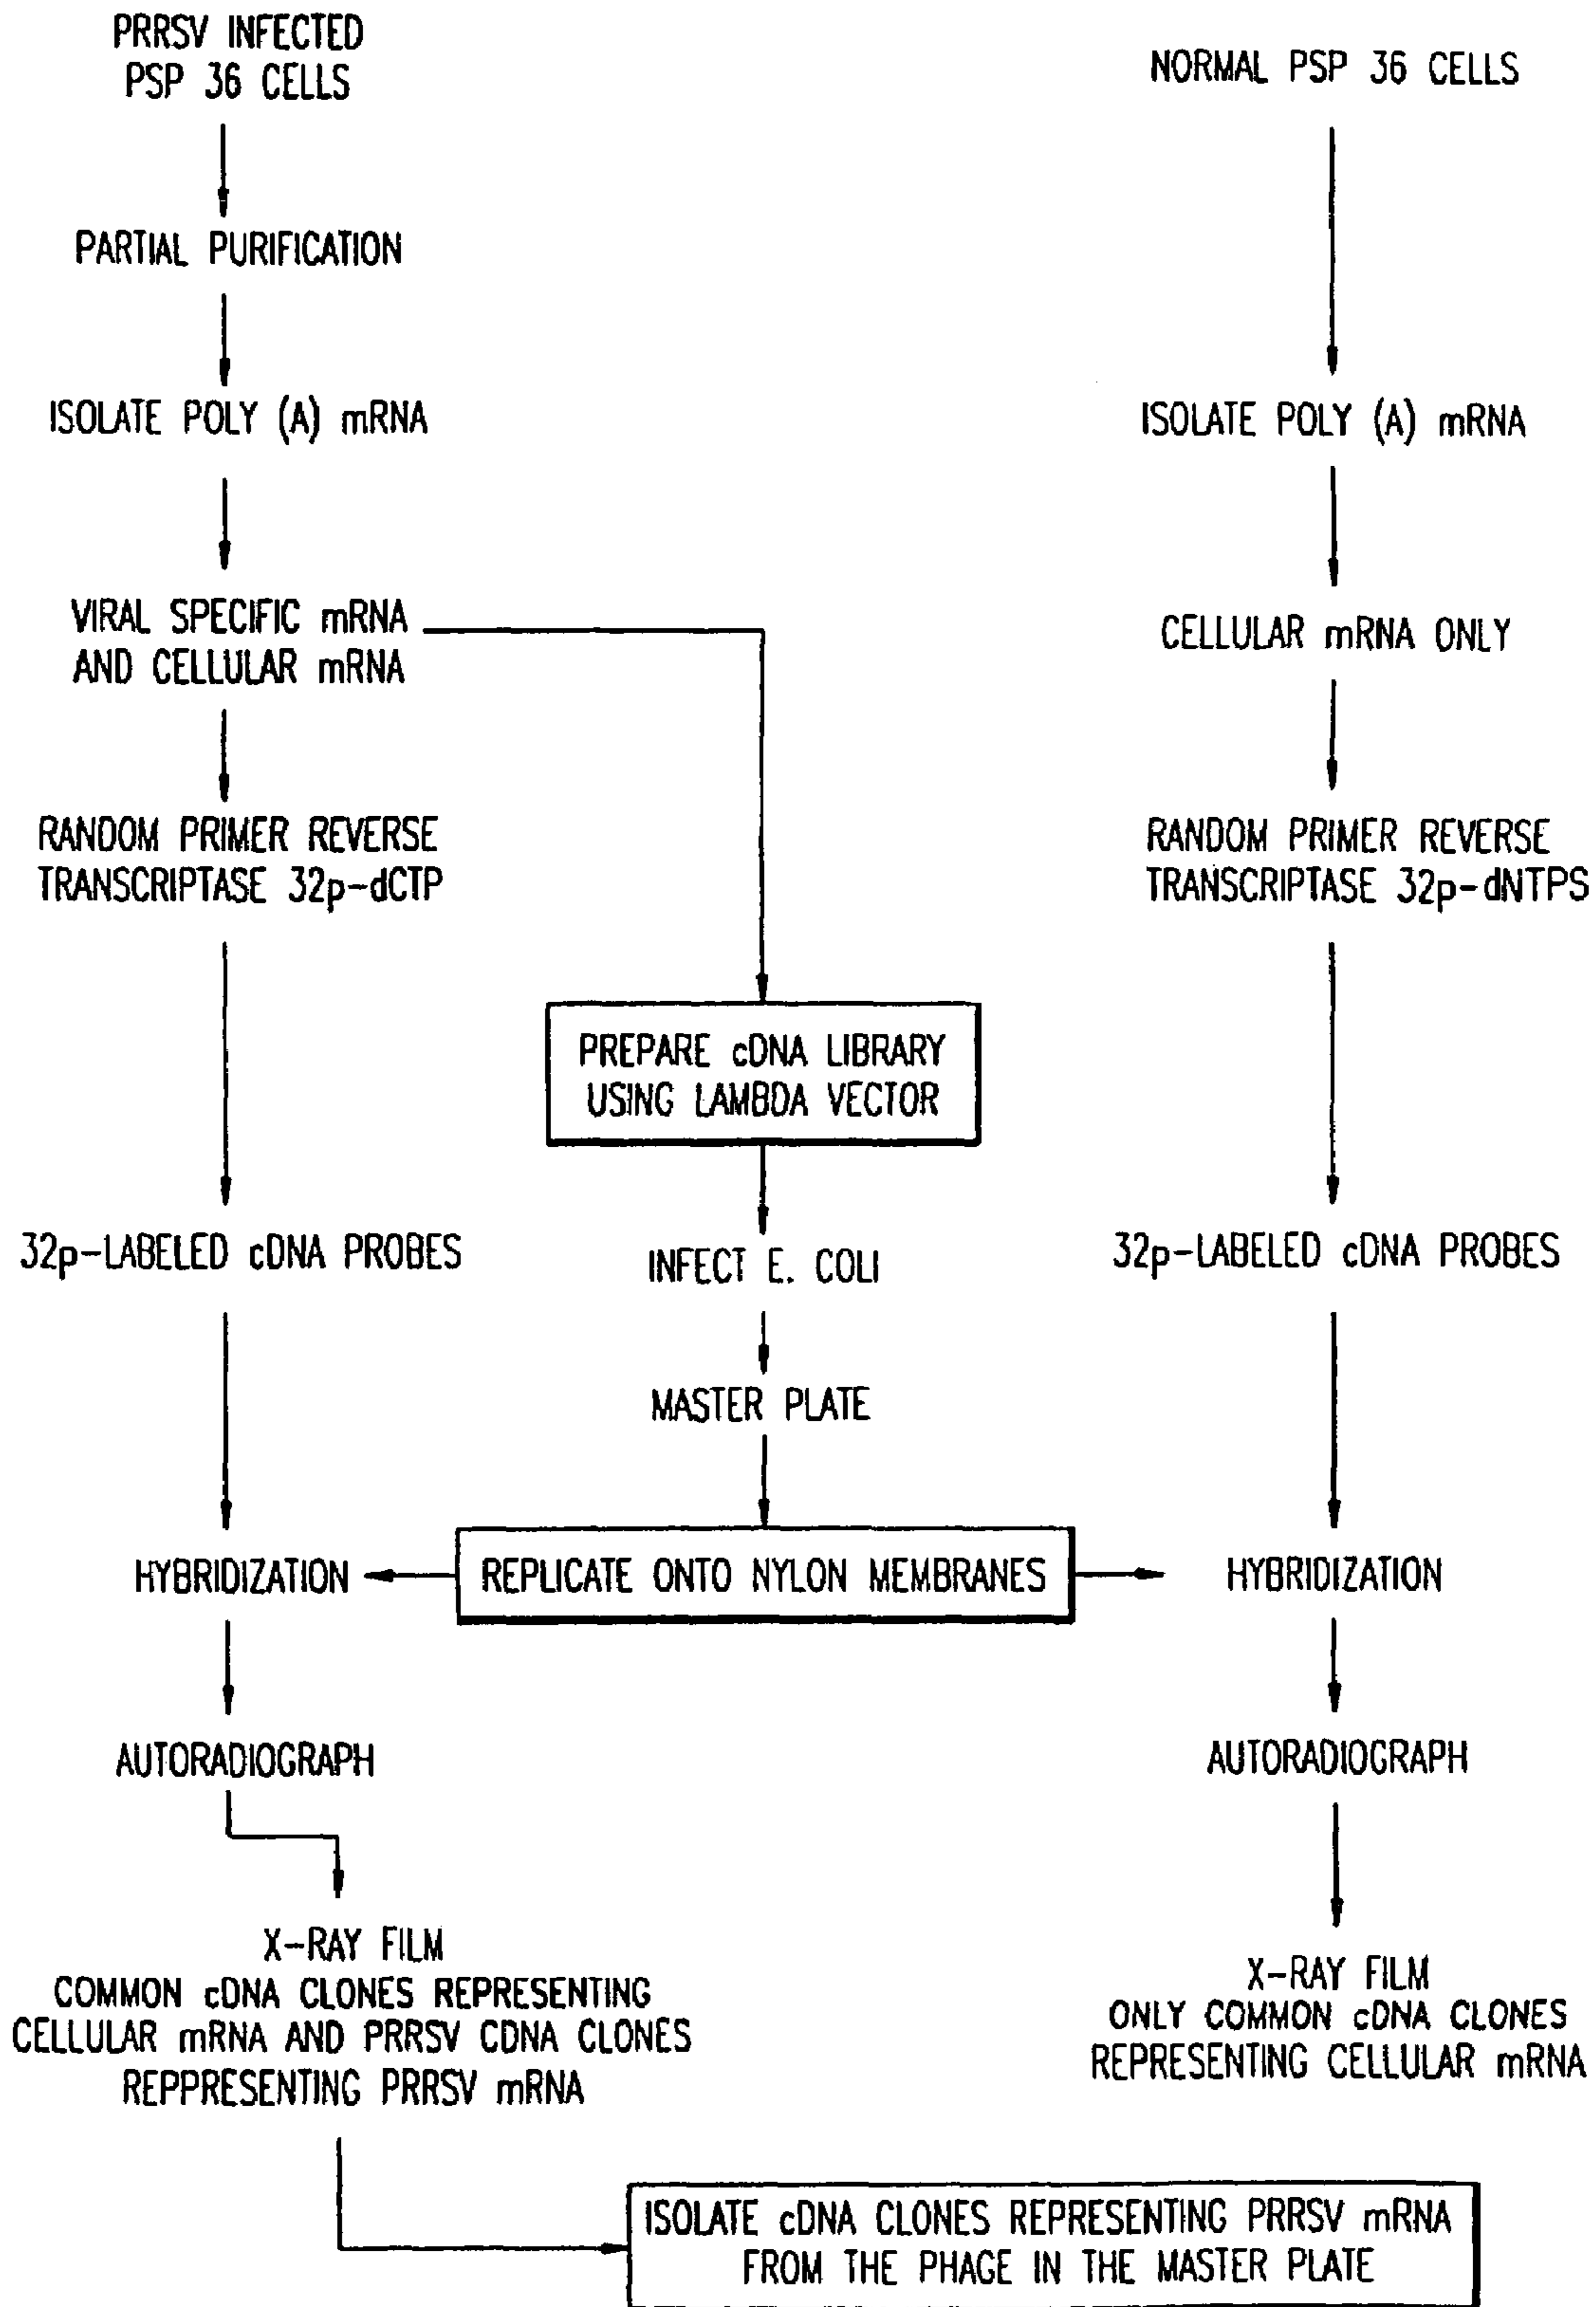 PRRSV INFECTED
PSP 36 CELLS
PARTIAL PURIFICATION
ISOLATE POLY (A) mRNA
VIRAL SPECIFIC mRNA
AND CELLULAR mRNA
RANDOM PRIMER REVERSE
TRANSCRIPTASE 32p-dCTP
32p-LABELED cDNA PROBES
HYBRIDIZATION
AUTORADIOGRAPH
X-RAY FILM
COMMON cDNA CLONES REPRESENTING
CELLULAR mRNA AND PRRSV CDNA CLONES
REPPRESENTING PRRSV mRNA
PREPARE cDNA LIBRARY
USING LAMBDA VECTOR
INFECT E. COLI
MASTER PLATE
REPLICATE ONTO NYLON MEMBRANES
NORMAL PSP 36 CELLS
ISOLATE POLY (A) mRNA
CELLULAR mRNA ONLY
RANDOM PRIMER REVERSE
TRANSCRIPTASE 32p-dNTPS
32p-LABELED cDNA PROBES
HYBRIDIZATION
AUTORADIOGRAPH
X-RAY FILM
ONLY COMMON cDNA CLONES
REPRESENTING CELLULAR mRNA
ISOLATE cDNA CLONES REPRESENTING PRRSV mRNA
FROM THE PHAGE IN THE MASTER PLATE